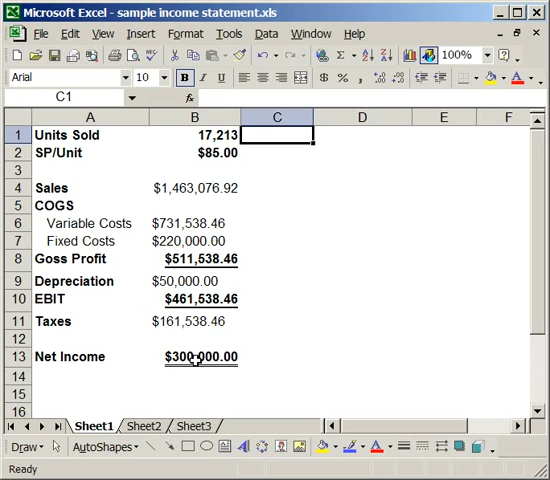 Microsoft Excel - sample income statement.xls
File Edit View Insert Format Tools Data Window Help
100%
Arial 10 B I U $ % ,
C1 fx
A B C D E F
1 Units Sold 17,213
2 SP/Unit $85.00
3
4 Sales $1,463,076.92
5 COGS
6 Variable Costs $731,538.46
7 Fixed Costs $220,000.00
8 Goss Profit $511,538.46
9 Depreciation $50,000.00
10 EBIT $461,538.46
11 Taxes $161,538.46
12
13 Net Income $300,000.00
14
15
16
Sheet1 Sheet2 Sheet3
Draw AutoShapes
Ready